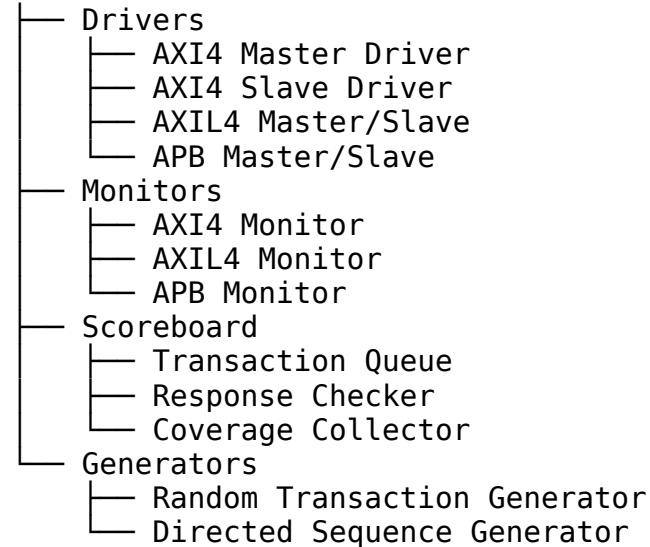 ├── Drivers
│   ├── AXI4 Master Driver
│   ├── AXI4 Slave Driver
│   ├── AXIL4 Master/Slave
│   └── APB Master/Slave
├── Monitors
│   ├── AXI4 Monitor
│   ├── AXIL4 Monitor
│   └── APB Monitor
├── Scoreboard
│   ├── Transaction Queue
│   ├── Response Checker
│   └── Coverage Collector
└── Generators
    ├── Random Transaction Generator
    └── Directed Sequence Generator